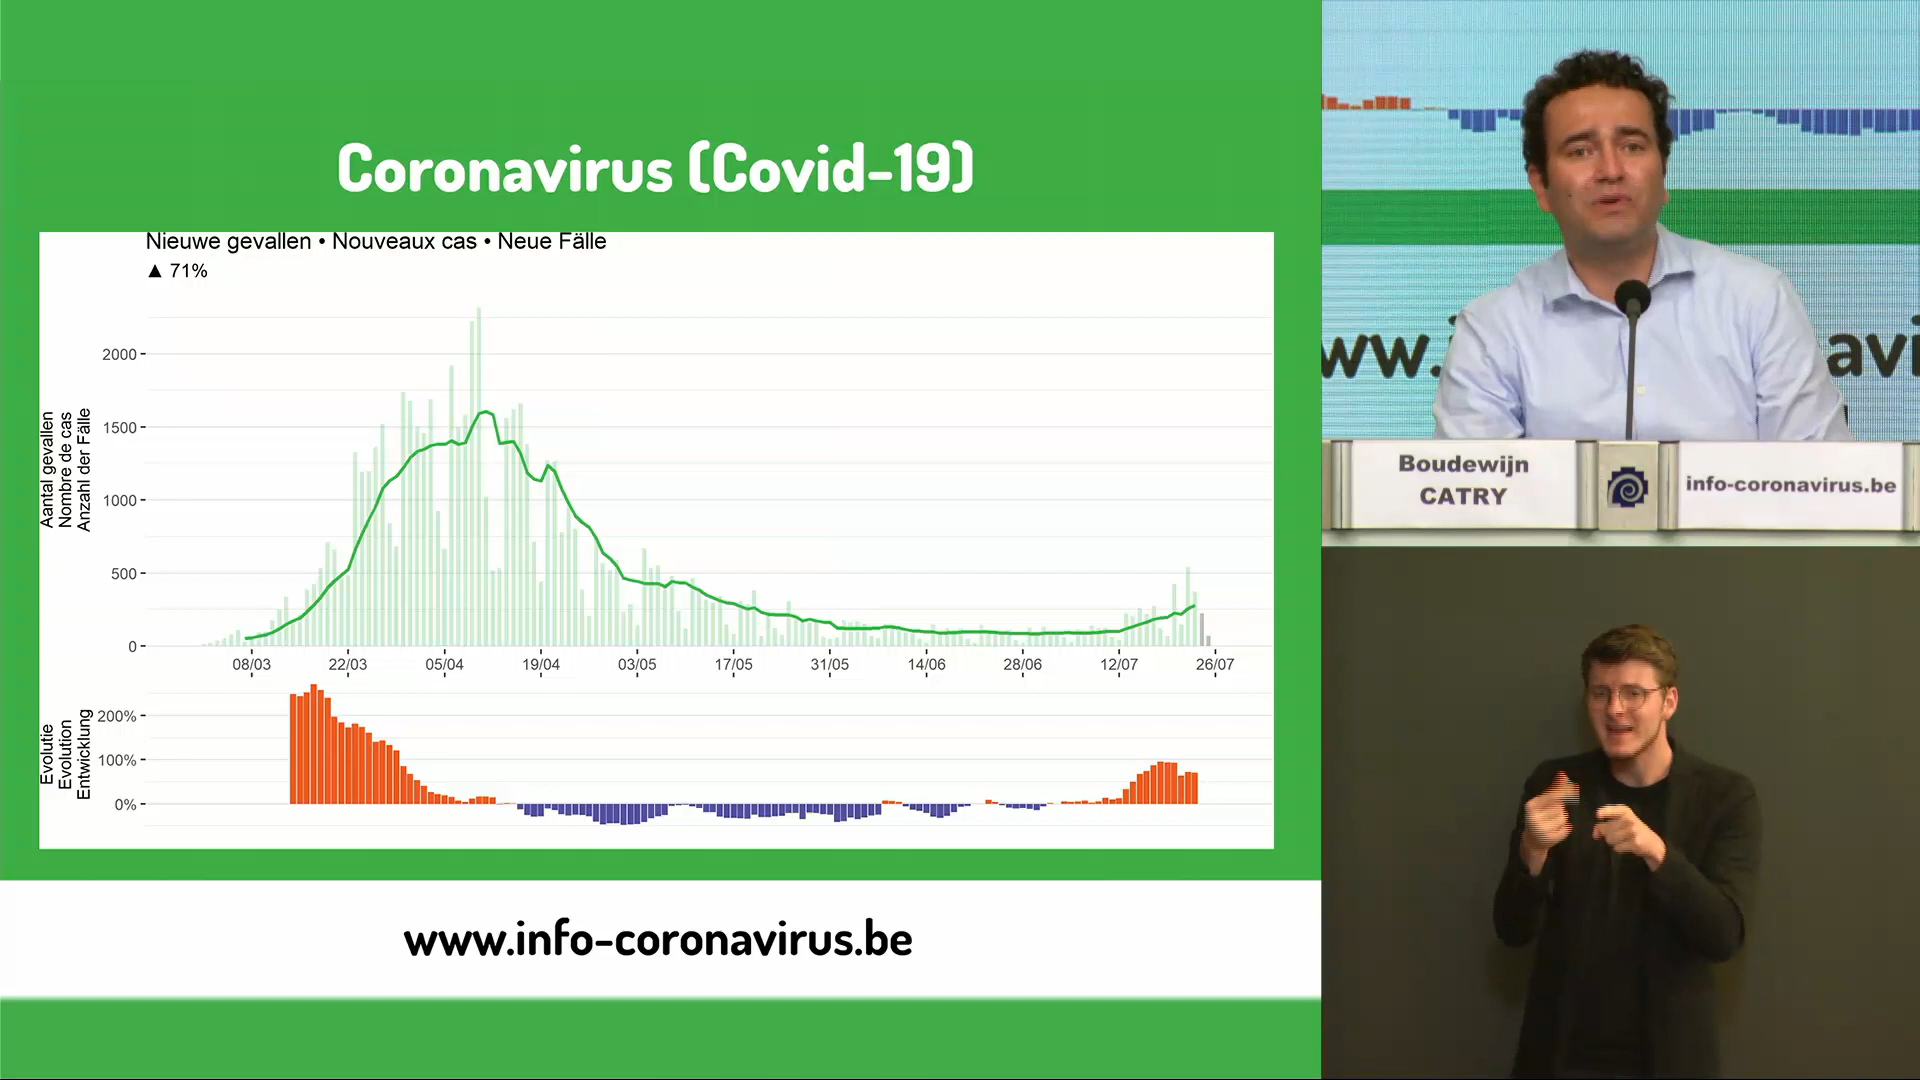 Coronavirus (Covid-19)
Nieuwe gevallen • Nouveaux cas • Neue Fälle
▲ 71%
Aantal gevallen
Nombre de cas
Anzahl der Fälle
2000
1500
1000
500
0
08/03
22/03
05/04
19/04
03/05
17/05
31/05
14/06
28/06
12/07
26/07
Evolutie
Evolution
Entwicklung
200%
100%
0%
www.info-coronavirus.be
ww.
avi
Boudewijn
CATRY
info-coronavirus.be